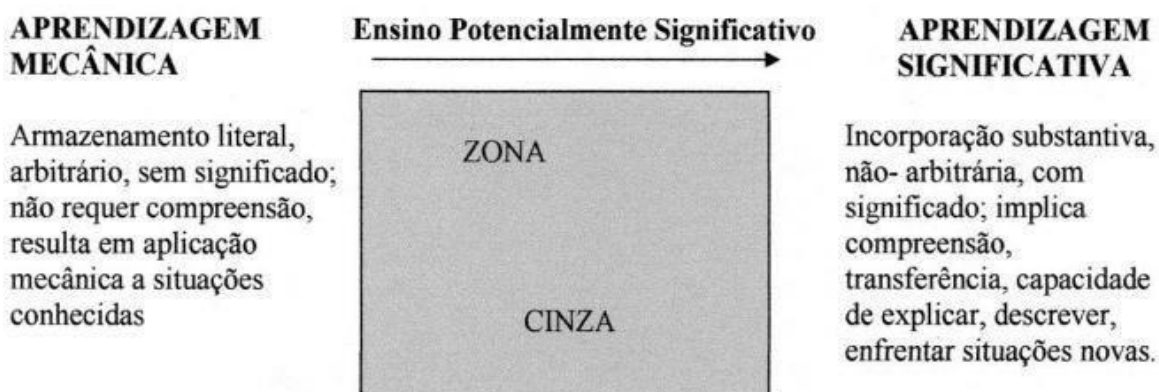 APRENDIZAGEM
MECÂNICA
Armazenamento literal,
arbitrário, sem significado;
não requer compreensão,
resulta em aplicação
mecânica a situações
conhecidas
Ensino Potencialmente Significativo
ZONA
CINZA
APRENDIZAGEM
SIGNIFICATIVA
Incorporação substantiva,
não- arbitrária, com
significado; implica
compreensão,
transferência, capacidade
de explicar, descrever,
enfrentar situações novas.